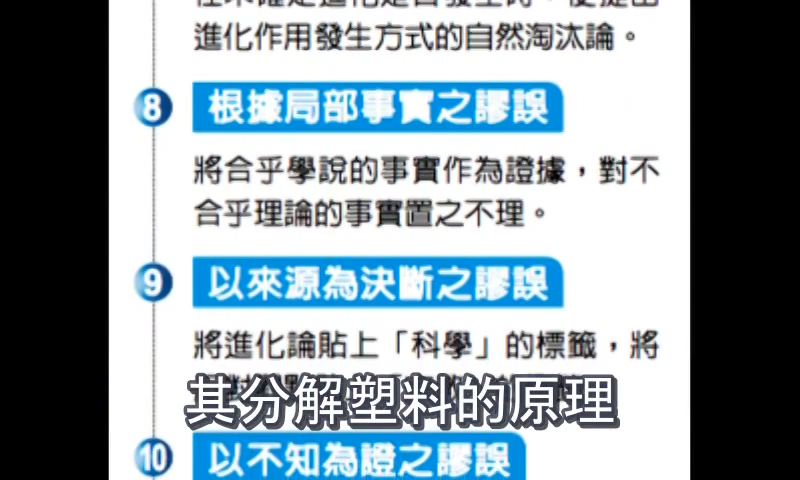 進化作用發生方式的自然淘汰論。
8 根據局部事實之謬誤
將合乎學說的事實作為證據，對不
合乎理論的事實置之不理。
9 以來源為決斷之謬誤
將進化論貼上「科學」的標籤，將
其分解塑料的原理
10 以不知為證之謬誤